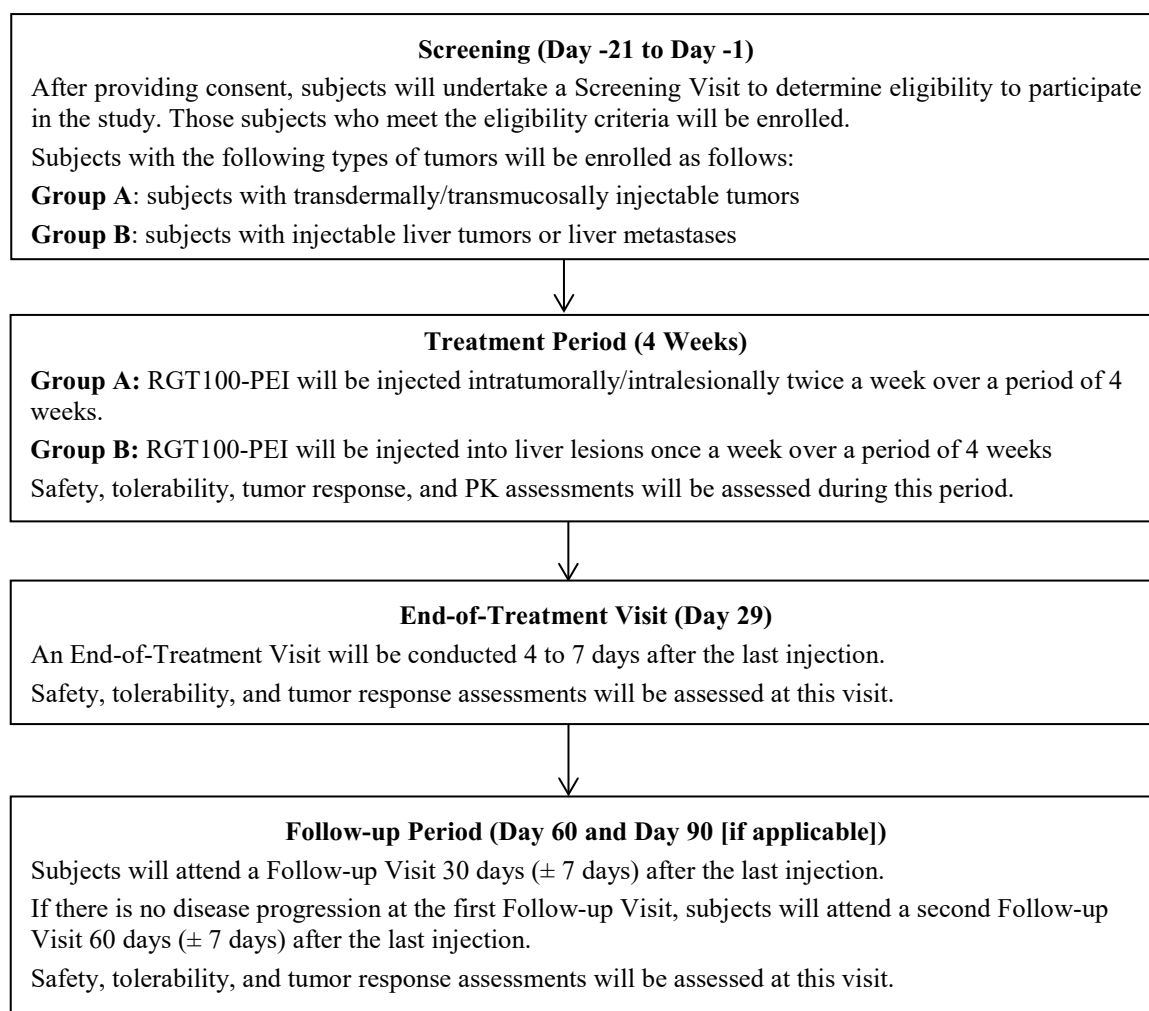 Screening (Day -21 to Day -1)
After providing consent, subjects will undertake a Screening Visit to determine eligibility to participate
in the study. Those subjects who meet the eligibility criteria will be enrolled.
Subjects with the following types of tumors will be enrolled as follows:
Group A: subjects with transdermally/transmucosally injectable tumors
Group B: subjects with injectable liver tumors or liver metastases
Treatment Period (4 Weeks)
Group A: RGT100-PEI will be injected intratumorally/intralesionally twice a week over a period of 4
weeks.
Group B: RGT100-PEI will be injected into liver lesions once a week over a period of 4 weeks
Safety, tolerability, tumor response, and PK assessments will be assessed during this period.
End-of-Treatment Visit (Day 29)
An End-of-Treatment Visit will be conducted 4 to 7 days after the last injection.
Safety, tolerability, and tumor response assessments will be assessed at this visit.
Follow-up Period (Day 60 and Day 90 [if applicable])
Subjects will attend a Follow-up Visit 30 days (± 7 days) after the last injection.
If there is no disease progression at the first Follow-up Visit, subjects will attend a second Follow-up
Visit 60 days (± 7 days) after the last injection.
Safety, tolerability, and tumor response assessments will be assessed at this visit.